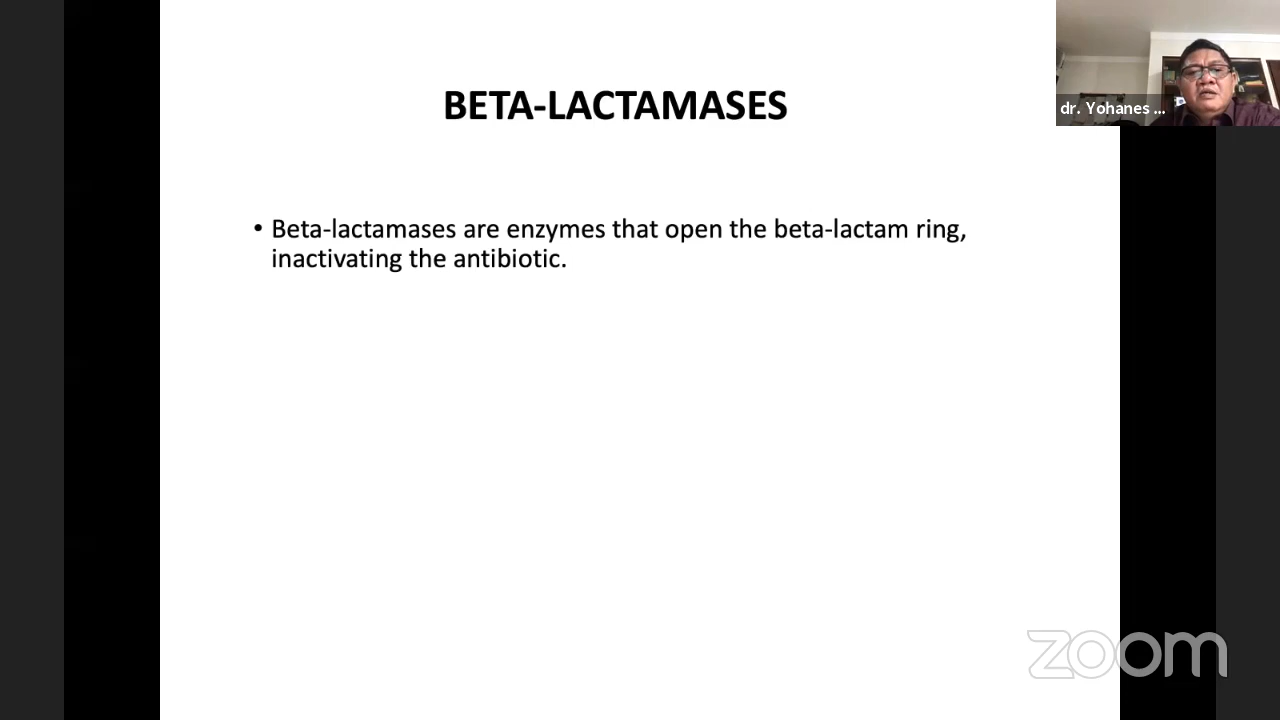 BETA-LACTAMASES
dr. Yohanes ...
• Beta-lactamases are enzymes that open the beta-lactam ring,
inactivating the antibiotic.
zoom